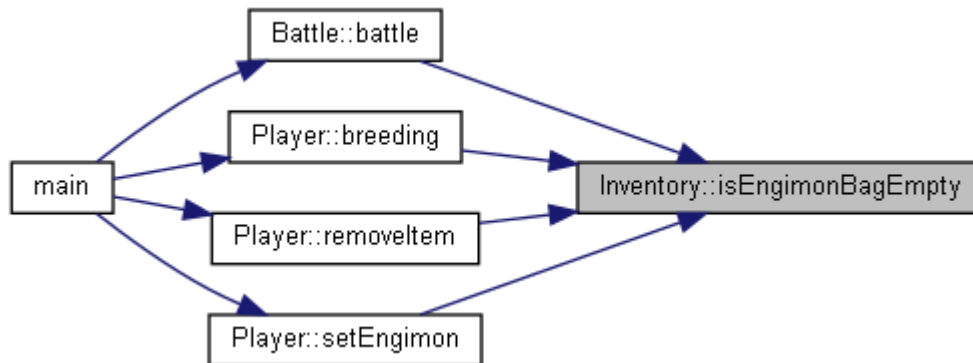 Battle::battle
Player::breeding
main
Inventory::isEngimonBagEmpty
Player::removeItem
Player::setEngimon